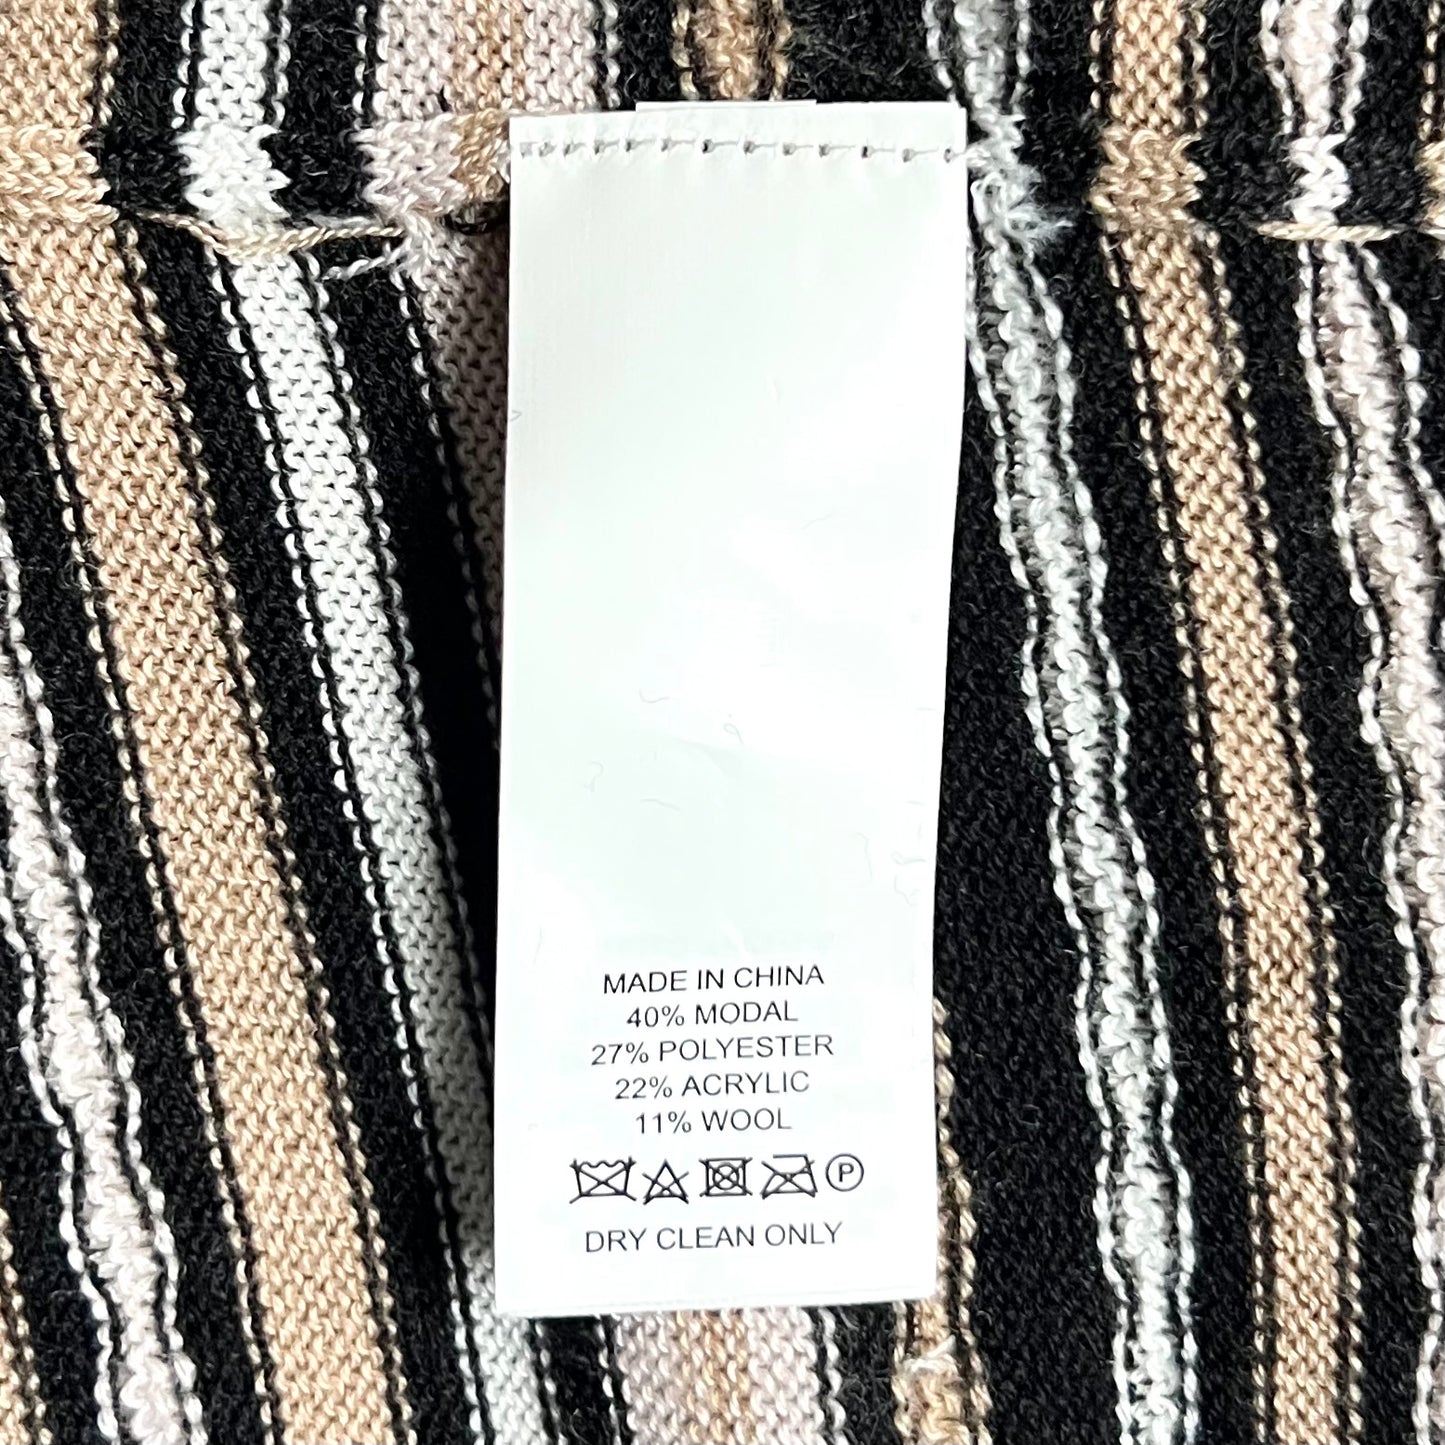 MADE IN CHINA
40% MODAL
27% POLYESTER
22% ACRYLIC
11% WOOL
P
DRY CLEAN ONLY